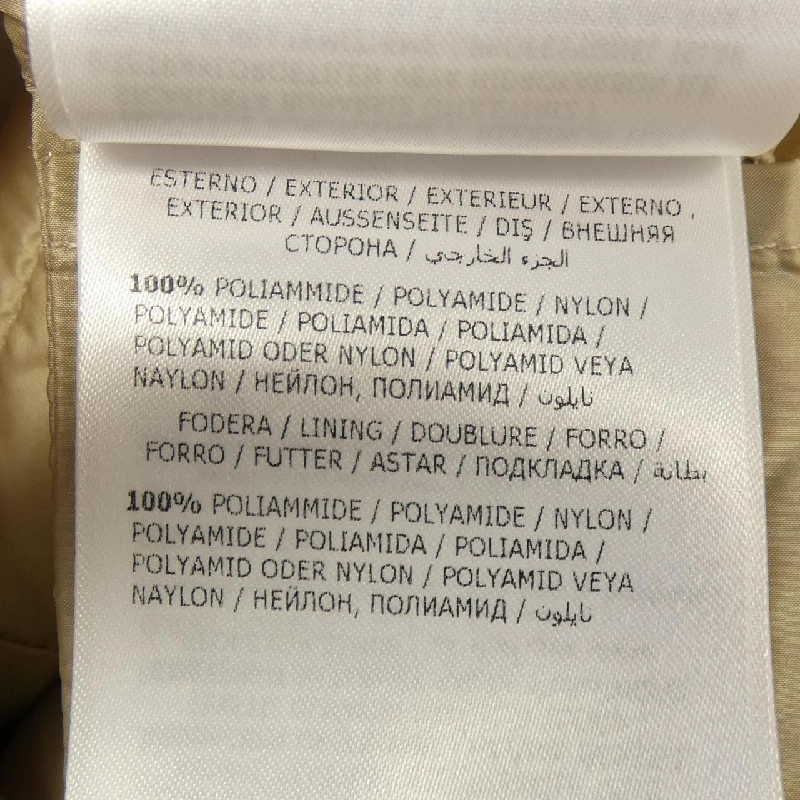 ESTERNO / EXTERIOR / EXTERIEUR / EXTERNO .
EXTERIOR / AUSSENSEITE / DIŞ / ВНЕШНЯЯ
СТОРОНА / الجزء الخارجي
100% POLIAMMIDE / POLYAMIDE / NYLON /
POLYAMIDE / POLIAMIDA / POLIAMIDA /
POLYAMID ODER NYLON / POLYAMID VEYA
NAYLON / НЕЙЛОН, ПОЛИАМИД / نايلون
FODERA / LINING / DOUBLURE / FORRO /
FORRO / FUTTER / ASTAR / ПОДКЛАДКА / بطانة
100% POLIAMMIDE / POLYAMIDE / NYLON /
POLYAMIDE / POLIAMIDA / POLIAMIDA /
POLYAMID ODER NYLON / POLYAMID VEYA
NAYLON / НЕЙЛОН, ПОЛИАМИД / نايلون